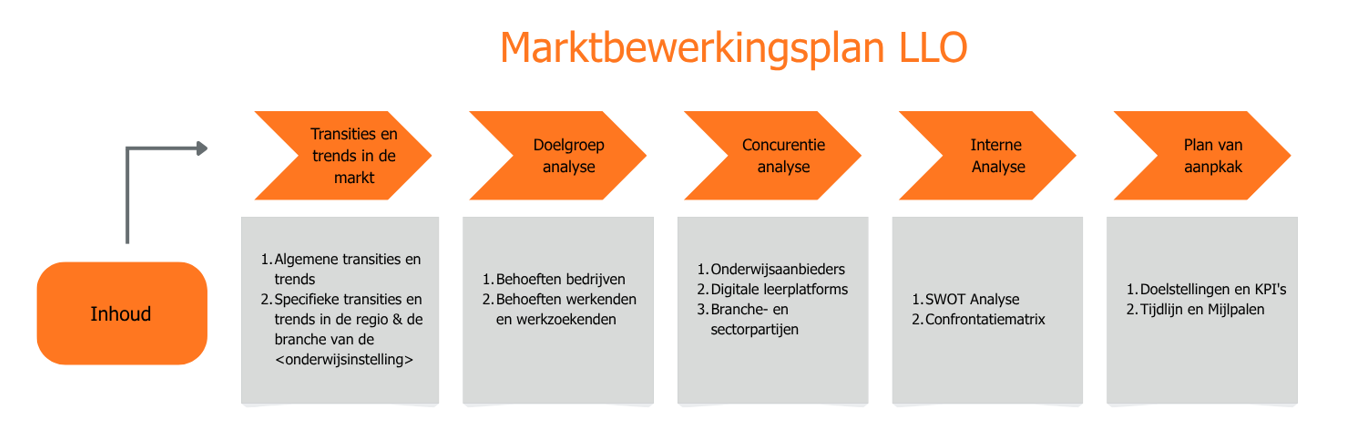 Marktbewerkingsplan LLO
Inhoud
Transities en
trends in de
markt
1. Algemene transities en
trends
2. Specifieke transities en
trends in de regio & de
branche van de
<onderwijsinstelling>
Doelgroep
analyse
1. Behoeften bedrijven
2. Behoeften werkenden
en werkzoekenden
Concurentie
analyse
1. Onderwijsaanbieders
2. Digitale leerplatforms
3. Branche- en
sectorpartijen
Interne
Analyse
1. SWOT Analyse
2. Confrontatiematrix
Plan van
aanpkak
1. Doelstellingen en KPI's
2. Tijdlijn en Mijlpalen